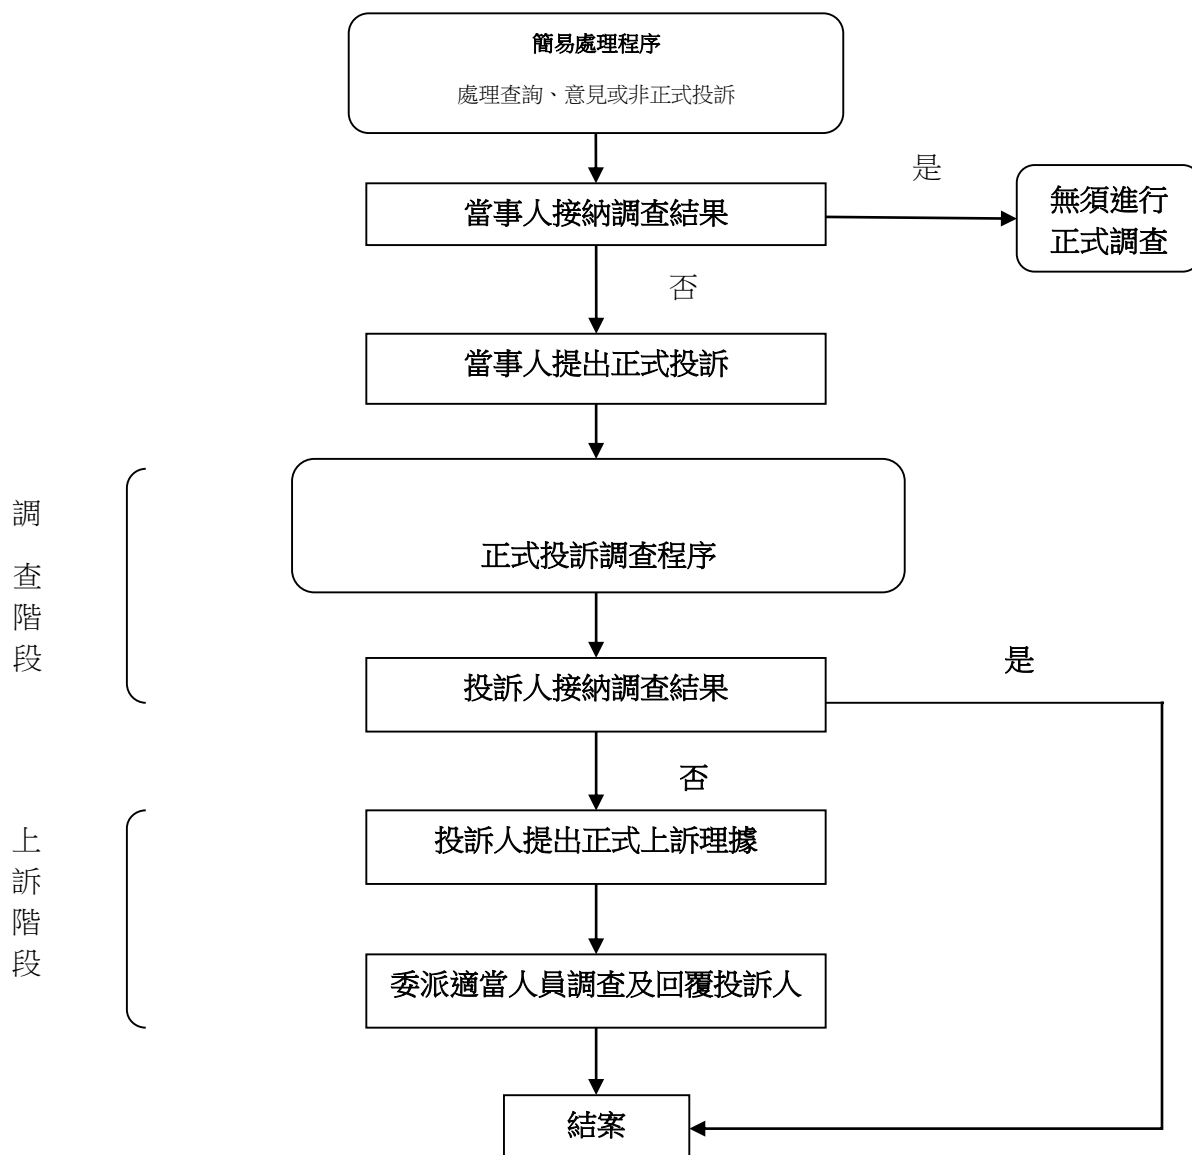 簡易處理程序
處理查詢、意見或非正式投訴
當事人接納調查結果
是
無須進行
正式調查
否
當事人提出正式投訴
調
查
階
段
正式投訴調查程序
投訴人接納調查結果
是
否
上
訴
階
段
投訴人提出正式上訴理據
委派適當人員調查及回覆投訴人
結案